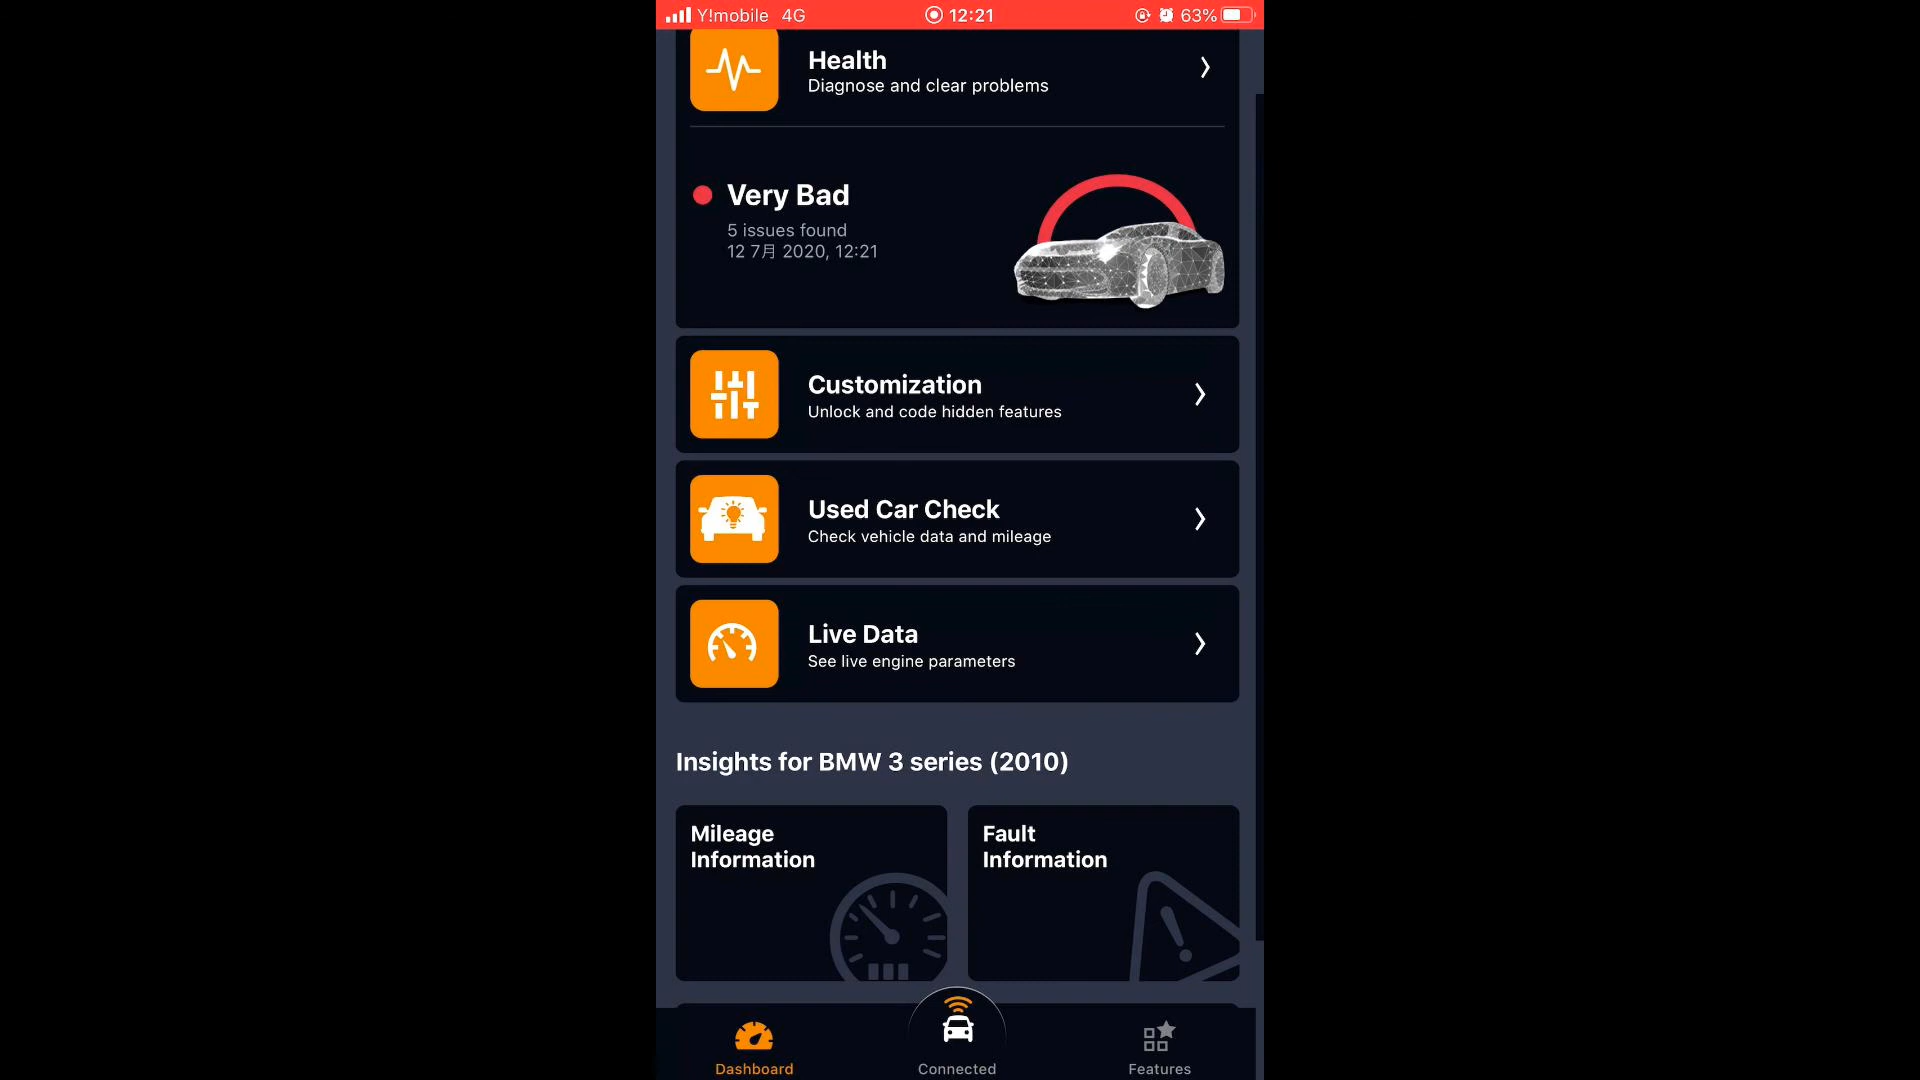 Y!mobile 4G 12:21 63%
Health
Diagnose and clear problems
Very Bad
5 issues found
12 7月 2020, 12:21
Customization
Unlock and code hidden features
Used Car Check
Check vehicle data and mileage
Live Data
See live engine parameters
Insights for BMW 3 series (2010)
Mileage
Information
Fault
Information
Dashboard
Connected
Features